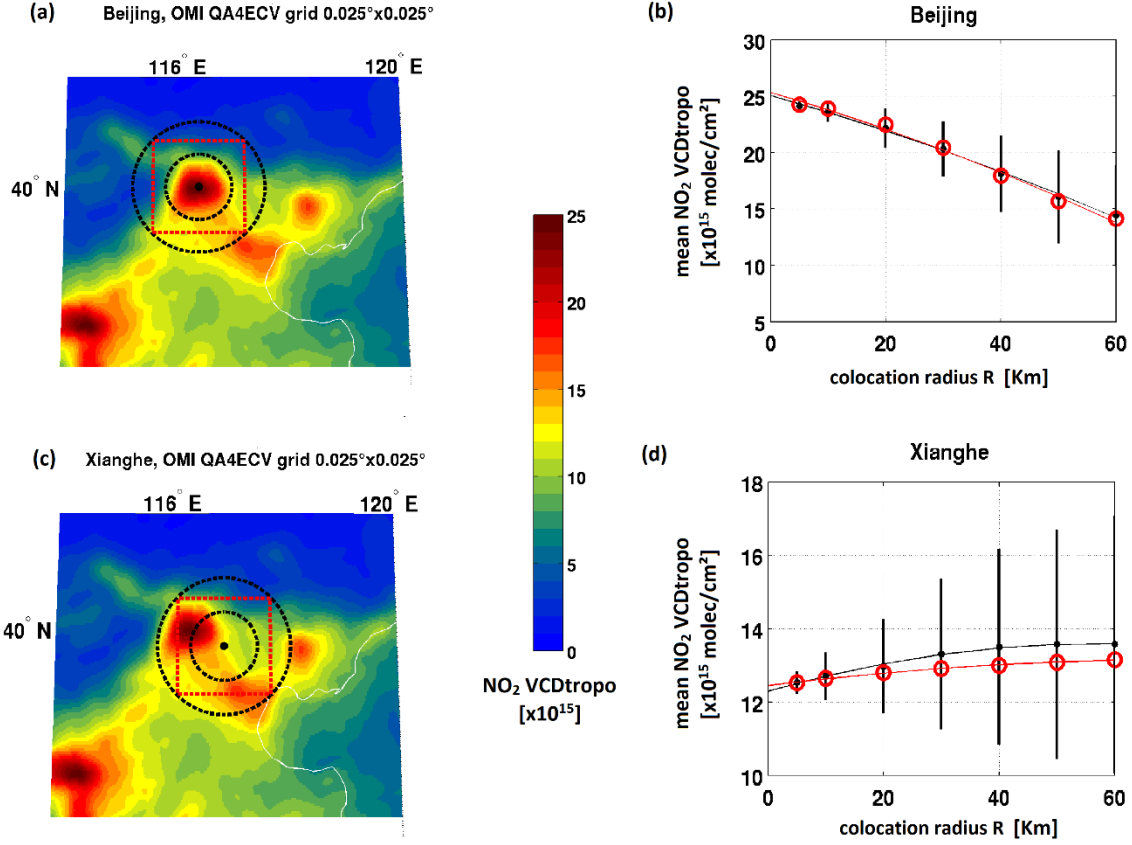 (a)
Beijing, OMI QA4ECV grid 0.025°x0.025°
116° E
120° E
40° N
(b)
Beijing
30
25
20
15
10
5
0
20
40
60
mean NO₂ VCDtropo
[x10¹⁵ molec/cm²]
colocation radius R [Km]
25
20
15
10
5
0
NO₂ VCDtropo
[x10¹⁵]
(c)
Xianghe, OMI QA4ECV grid 0.025°x0.025°
116° E
120° E
40° N
(d)
Xianghe
18
16
14
12
10
0
20
40
60
mean NO₂ VCDtropo
[x10¹⁵ molec/cm²]
colocation radius R [Km]